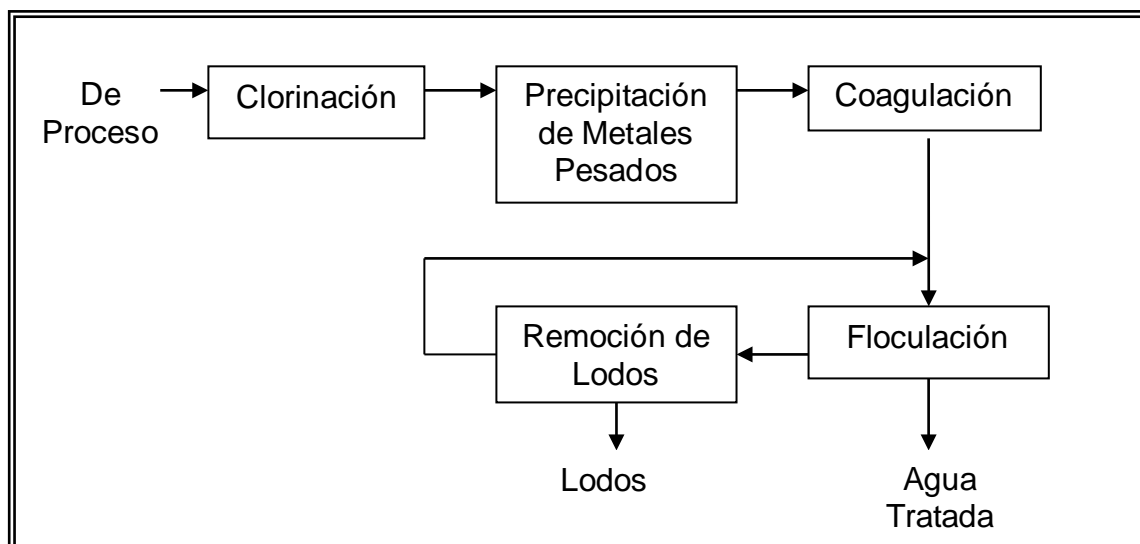 De
Proceso
Clorinación
Precipitación
de Metales
Pesados
Coagulación
Remoción de
Lodos
Floculación
Lodos
Agua
Tratada